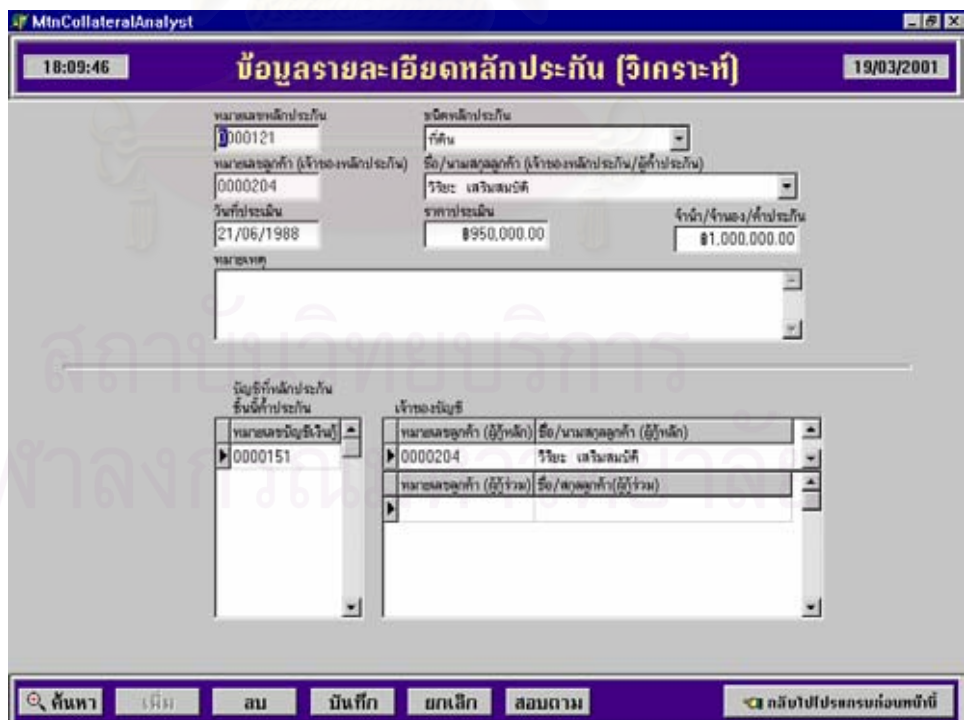 MtnCollateralAnalyst
18:09:46
ข้อมูลรายละเอียดหลักประกัน (วิเคราะห์)
19/03/2001
หมายเลขหลักประกัน ชนิดหลักประกัน
0000121 ที่ดิน
หมายเลขลูกค้า (เจ้าของหลักประกัน) ชื่อ/นามสกุลลูกค้า (เจ้าของหลักประกัน/ผู้ค้ำประกัน)
0000204 วิริยะ เสริมสมบัติ
วันที่ประเมิน ราคาประเมิน จำนำ/จำนอง/ค้ำประกัน
21/06/1988 ฿950,000.00 ฿1,000,000.00
หมายเหตุ
สถาบันวิทยบริการ
บัญชีที่หลักประกัน
ชิ้นนี้ค้ำประกัน เจ้าของบัญชี
หมายเลขบัญชีเงินกู้ หมายเลขลูกค้า (ผู้กู้หลัก) ชื่อ/นามสกุลลูกค้า (ผู้กู้หลัก)
0000151 0000204 วิริยะ เสริมสมบัติ
หมายเลขลูกค้า (ผู้กู้ร่วม) ชื่อ/สกุลลูกค้า(ผู้กู้ร่วม)
ค้นหา เพิ่ม ลบ บันทึก ยกเลิก สอบถาม กลับไปโปรแกรมก่อนหน้านี้